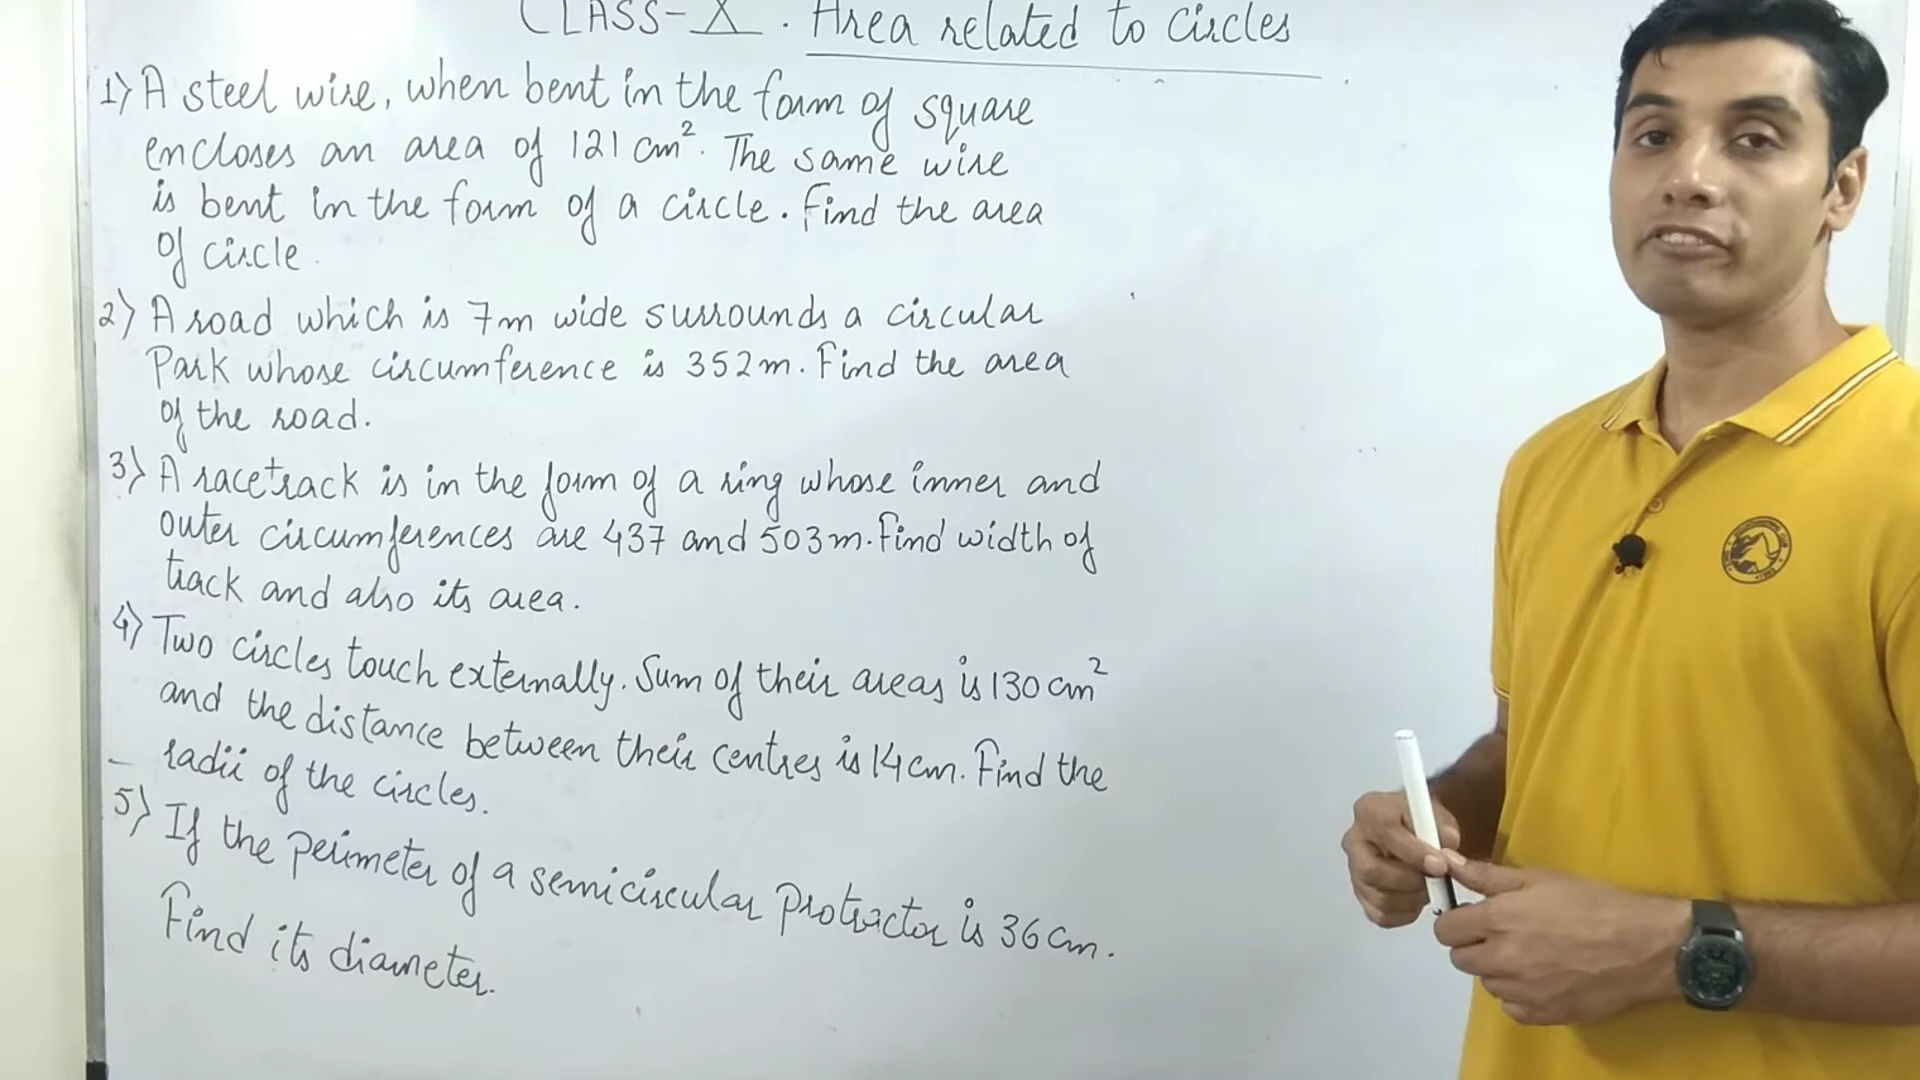 CLASS-X. Area related to circles
1) A steel wire, when bent in the form of square
encloses an area of 121 cm². The same wire
is bent in the form of a circle. Find the area
of circle.
2) A road which is 7m wide surrounds a circular
Park whose circumference is 352m. Find the area
of the road.
3) A racetrack is in the form of a ring whose inner and
outer circumferences are 437 and 503m. Find width of
track and also its area.
4) Two circles touch externally. Sum of their areas is 130 cm²
and the distance between their centres is 14cm. Find the
radii of the circles.
5) If the perimeter of a semicircular protractor is 36 cm.
Find its diameter.